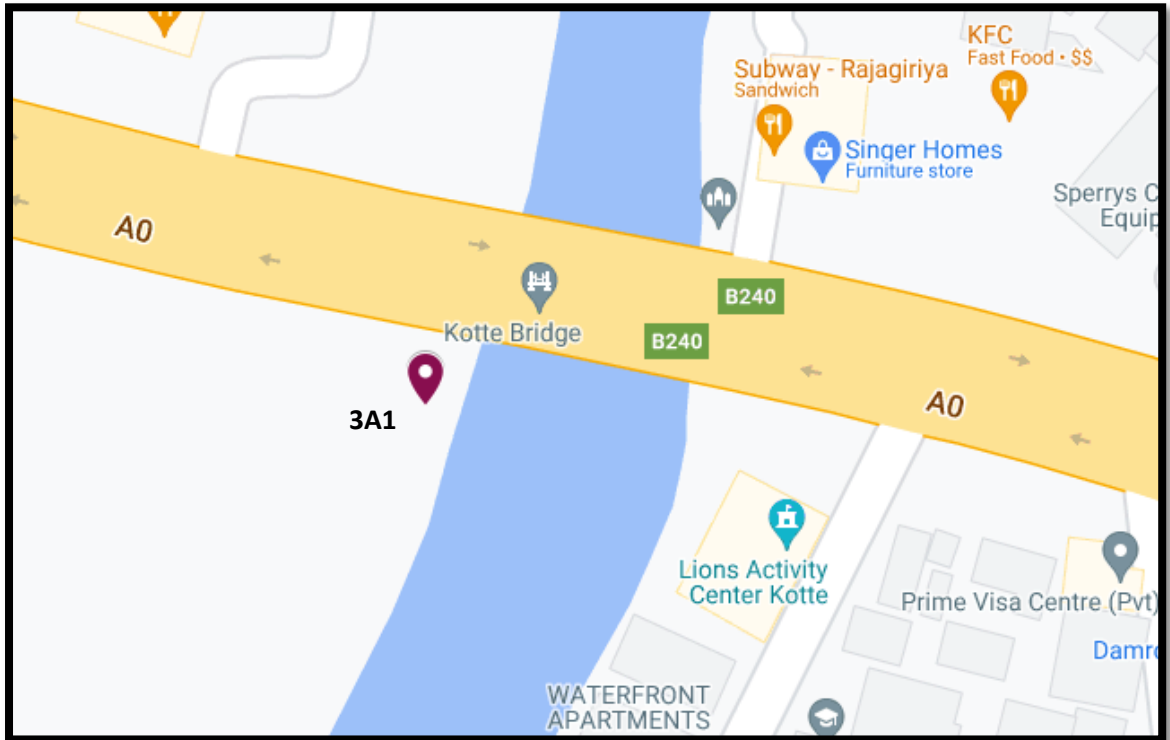 KFC
Fast Food • $$
Subway - Rajagiriya
Sandwich
Singer Homes
Furniture store
Sperrys C
Equip
A0
B240
Kotte Bridge
B240
3A1
A0
Lions Activity
Center Kotte
Prime Visa Centre (Pvt)
Damro
WATERFRONT
APARTMENTS